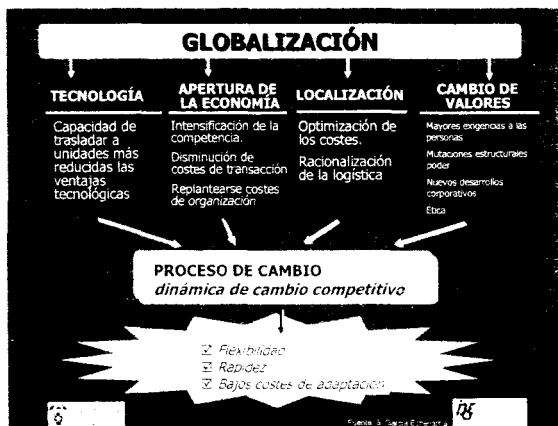 GLOBALIZACIÓN
TECNOLOGÍA
Capacidad de
trasladar a
unidades más
reducidas las
ventajas
tecnológicas
APERTURA DE
LA ECONOMÍA
Intensificación de la
competencia.
Disminución de
costes de transacción
Replantearse costes
de organización
LOCALIZACIÓN
Optimización de
los costes.
Racionalización
de la logística
CAMBIO DE
VALORES
Mayores exigencias a las
personas
Mutaciones estructurales
poder
Nuevos desarrollos
corporativos
Ética
PROCESO DE CAMBIO
dinámica de cambio competitivo
☑ Flexibilidad
☑ Rapidez
☑ Bajos costes de adaptación
Fuente: S. García Echevarría